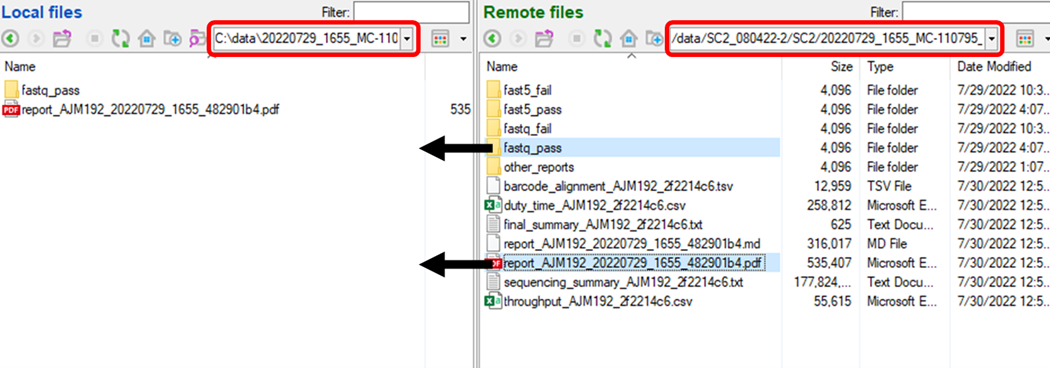 Local files
Filter:
C:\data\20220729_1655_MC-110
Name
fastq_pass
report_AJM192_20220729_1655_482901b4.pdf 535
Remote files
Filter:
/data/SC2_080422-2/SC2/20220729_1655_MC-110795_
Name Size Type Date Modified
fast5_fail 4,096 File folder 7/29/2022 10:3...
fast5_pass 4,096 File folder 7/29/2022 4:07...
fastq_fail 4,096 File folder 7/29/2022 10:3...
fastq_pass 4,096 File folder 7/29/2022 4:07...
other_reports 4,096 File folder 7/29/2022 1:07...
barcode_alignment_AJM192_2f2214c6.tsv 12,959 TSV File 7/30/2022 12:5...
duty_time_AJM192_2f2214c6.csv 258,812 Microsoft E... 7/30/2022 12:5...
final_summary_AJM192_2f2214c6.txt 625 Text Docu... 7/30/2022 12:5...
report_AJM192_20220729_1655_482901b4.md 316,017 MD File 7/30/2022 12:5...
report_AJM192_20220729_1655_482901b4.pdf 535,407 Microsoft E... 7/30/2022 12:5...
sequencing_summary_AJM192_2f2214c6.txt 177,824,... Text Docu... 7/30/2022 12:5...
throughput_AJM192_2f2214c6.csv 55,615 Microsoft E... 7/30/2022 12:5...